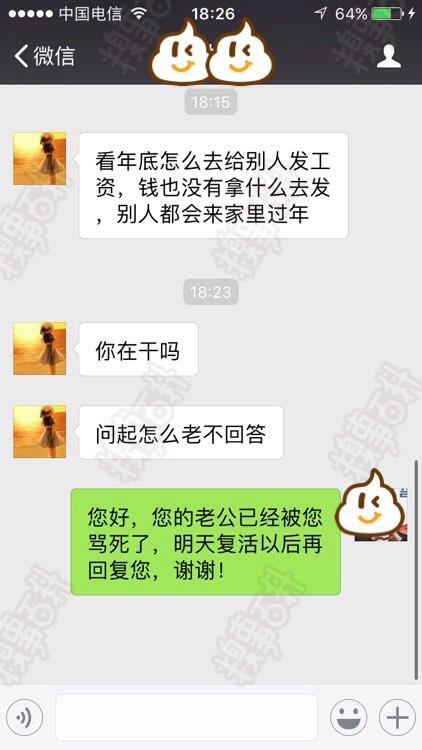 中国电信
18:26
64%
微信
18:15
看年底怎么去给别人发工
资，钱也没有拿什么去发
，别人都会来家里过年
18:23
你在干吗
问起怎么老不回答
您好，您的老公已经被您
骂死了，明天复活以后再
回复您，谢谢！
糗事百科